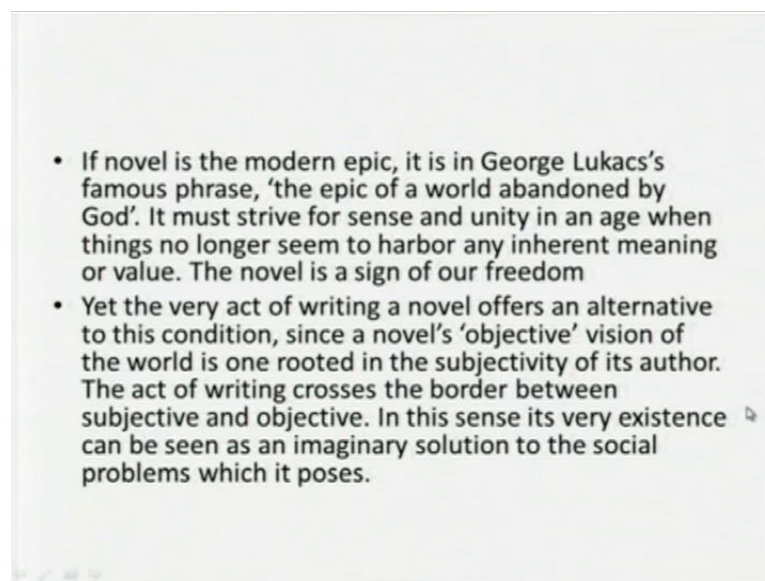 • If novel is the modern epic, it is in George Lukacs's
famous phrase, 'the epic of a world abandoned by
God'. It must strive for sense and unity in an age when
things no longer seem to harbor any inherent meaning
or value. The novel is a sign of our freedom
• Yet the very act of writing a novel offers an alternative
to this condition, since a novel's 'objective' vision of
the world is one rooted in the subjectivity of its author.
The act of writing crosses the border between
subjective and objective. In this sense its very existence
can be seen as an imaginary solution to the social
problems which it poses.